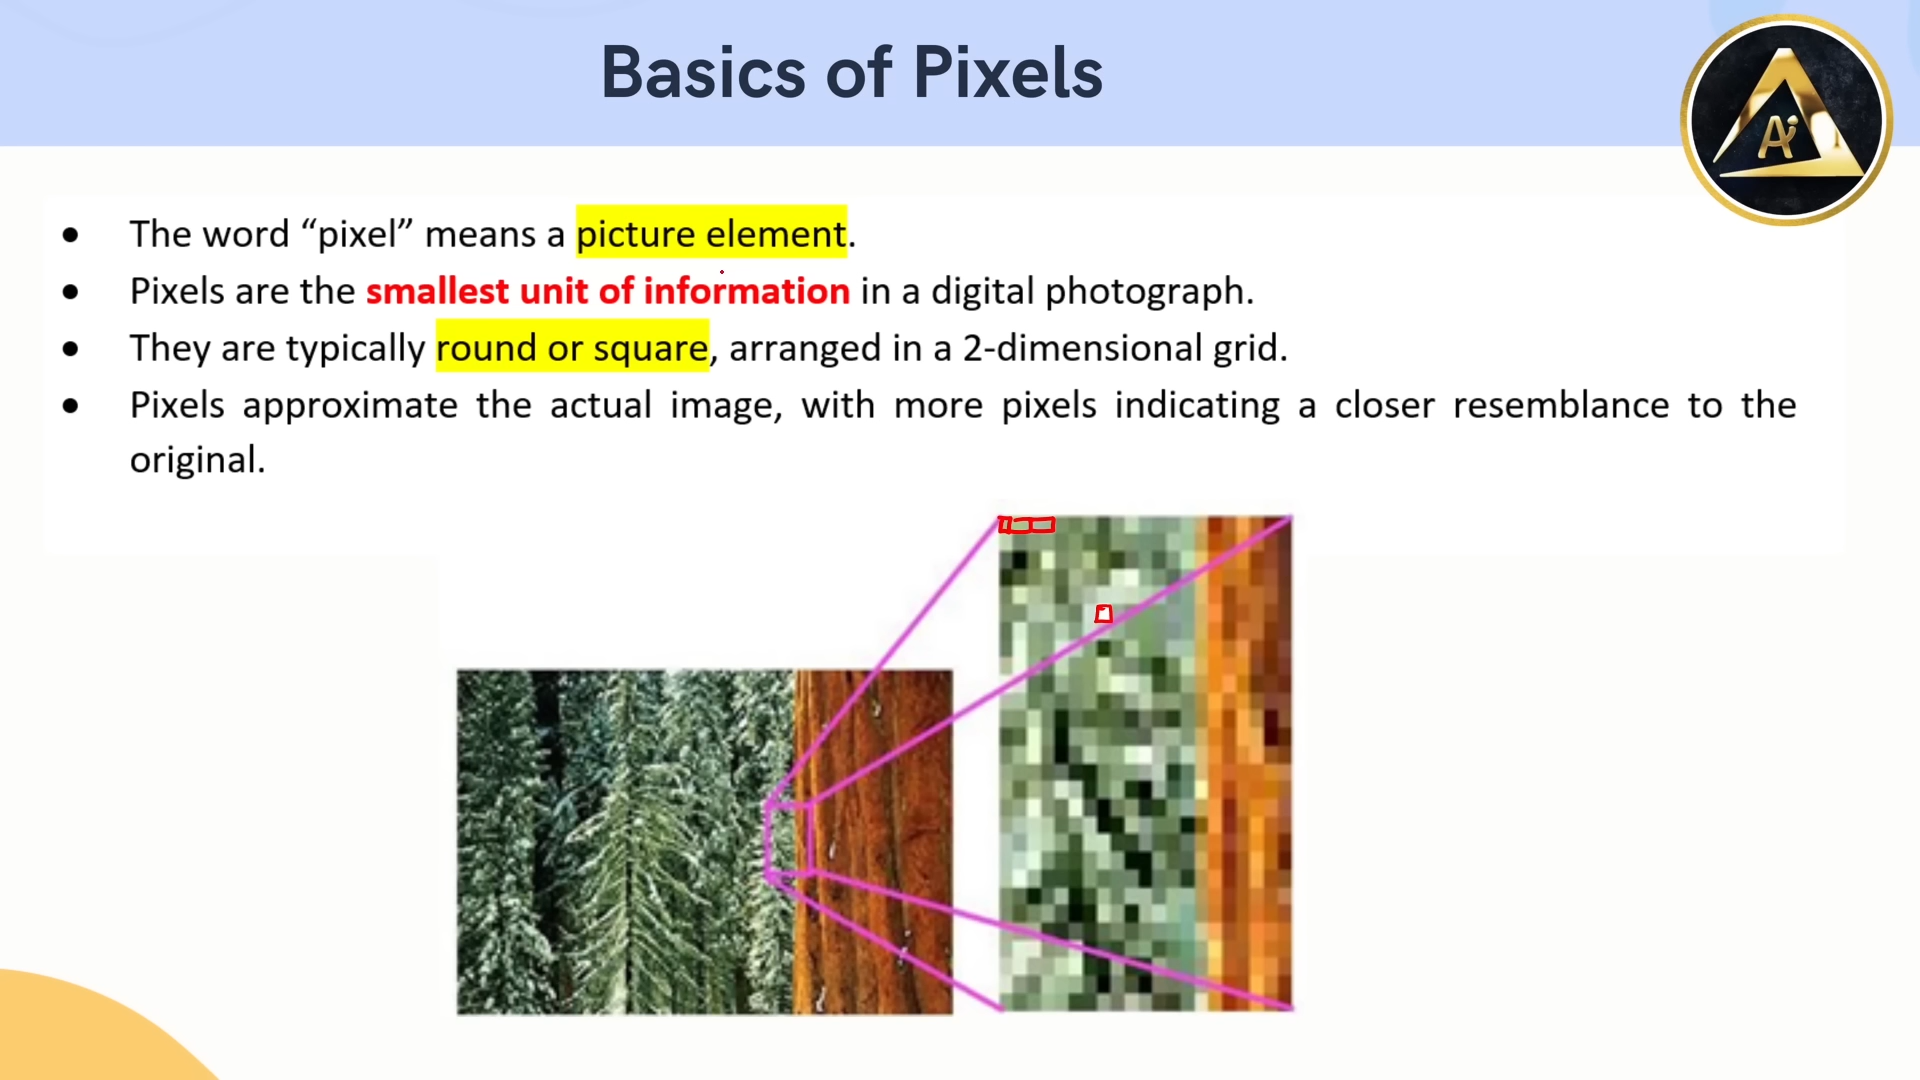 Basics of Pixels
Ai
• The word “pixel” means a picture element.
• Pixels are the smallest unit of information in a digital photograph.
• They are typically round or square, arranged in a 2-dimensional grid.
• Pixels approximate the actual image, with more pixels indicating a closer resemblance to the
original.